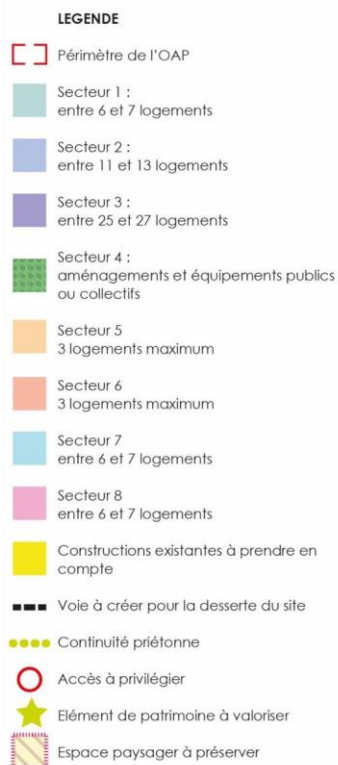 LEGENDE
Périmètre de l'OAP
Secteur 1 :
entre 6 et 7 logements
Secteur 2 :
entre 11 et 13 logements
Secteur 3 :
entre 25 et 27 logements
Secteur 4 :
aménagements et équipements publics
ou collectifs
Secteur 5
3 logements maximum
Secteur 6
3 logements maximum
Secteur 7
entre 6 et 7 logements
Secteur 8
entre 6 et 7 logements
Constructions existantes à prendre en
compte
Voie à créer pour la desserte du site
Continuité priétonne
Accès à privilégier
Elément de patrimoine à valoriser
Espace paysager à préserver